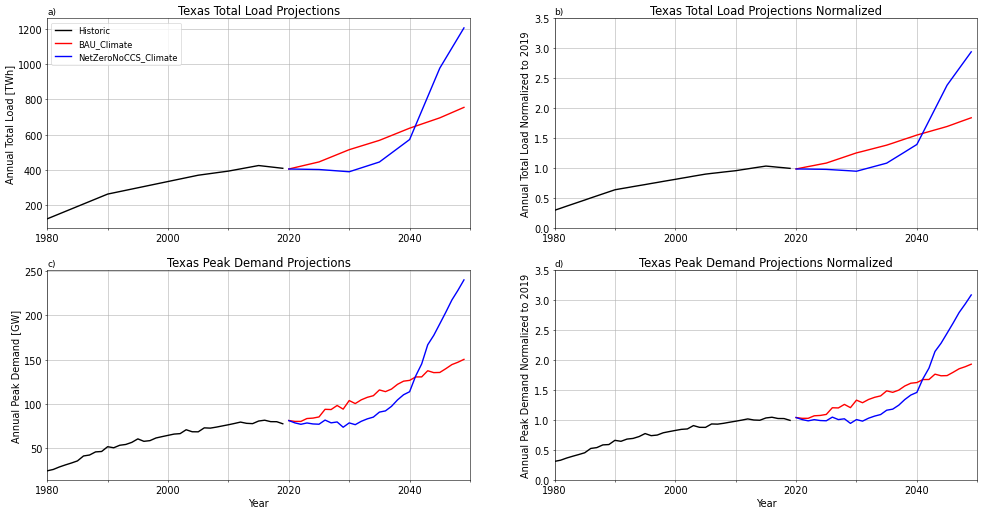 a)
Texas Total Load Projections
Historic
BAU_Climate
NetZeroNoCCS_Climate
Annual Total Load [TWh]
1200
1000
800
600
400
200
1980
2000
2020
2040
b)
Texas Total Load Projections Normalized
Annual Total Load Normalized to 2019
3.5
3.0
2.5
2.0
1.5
1.0
0.5
0.0
1980
2000
2020
2040
c)
Texas Peak Demand Projections
Annual Peak Demand [GW]
250
200
150
100
50
1980
2000
2020
2040
Year
d)
Texas Peak Demand Projections Normalized
Annual Peak Demand Normalized to 2019
3.5
3.0
2.5
2.0
1.5
1.0
0.5
0.0
1980
2000
2020
2040
Year